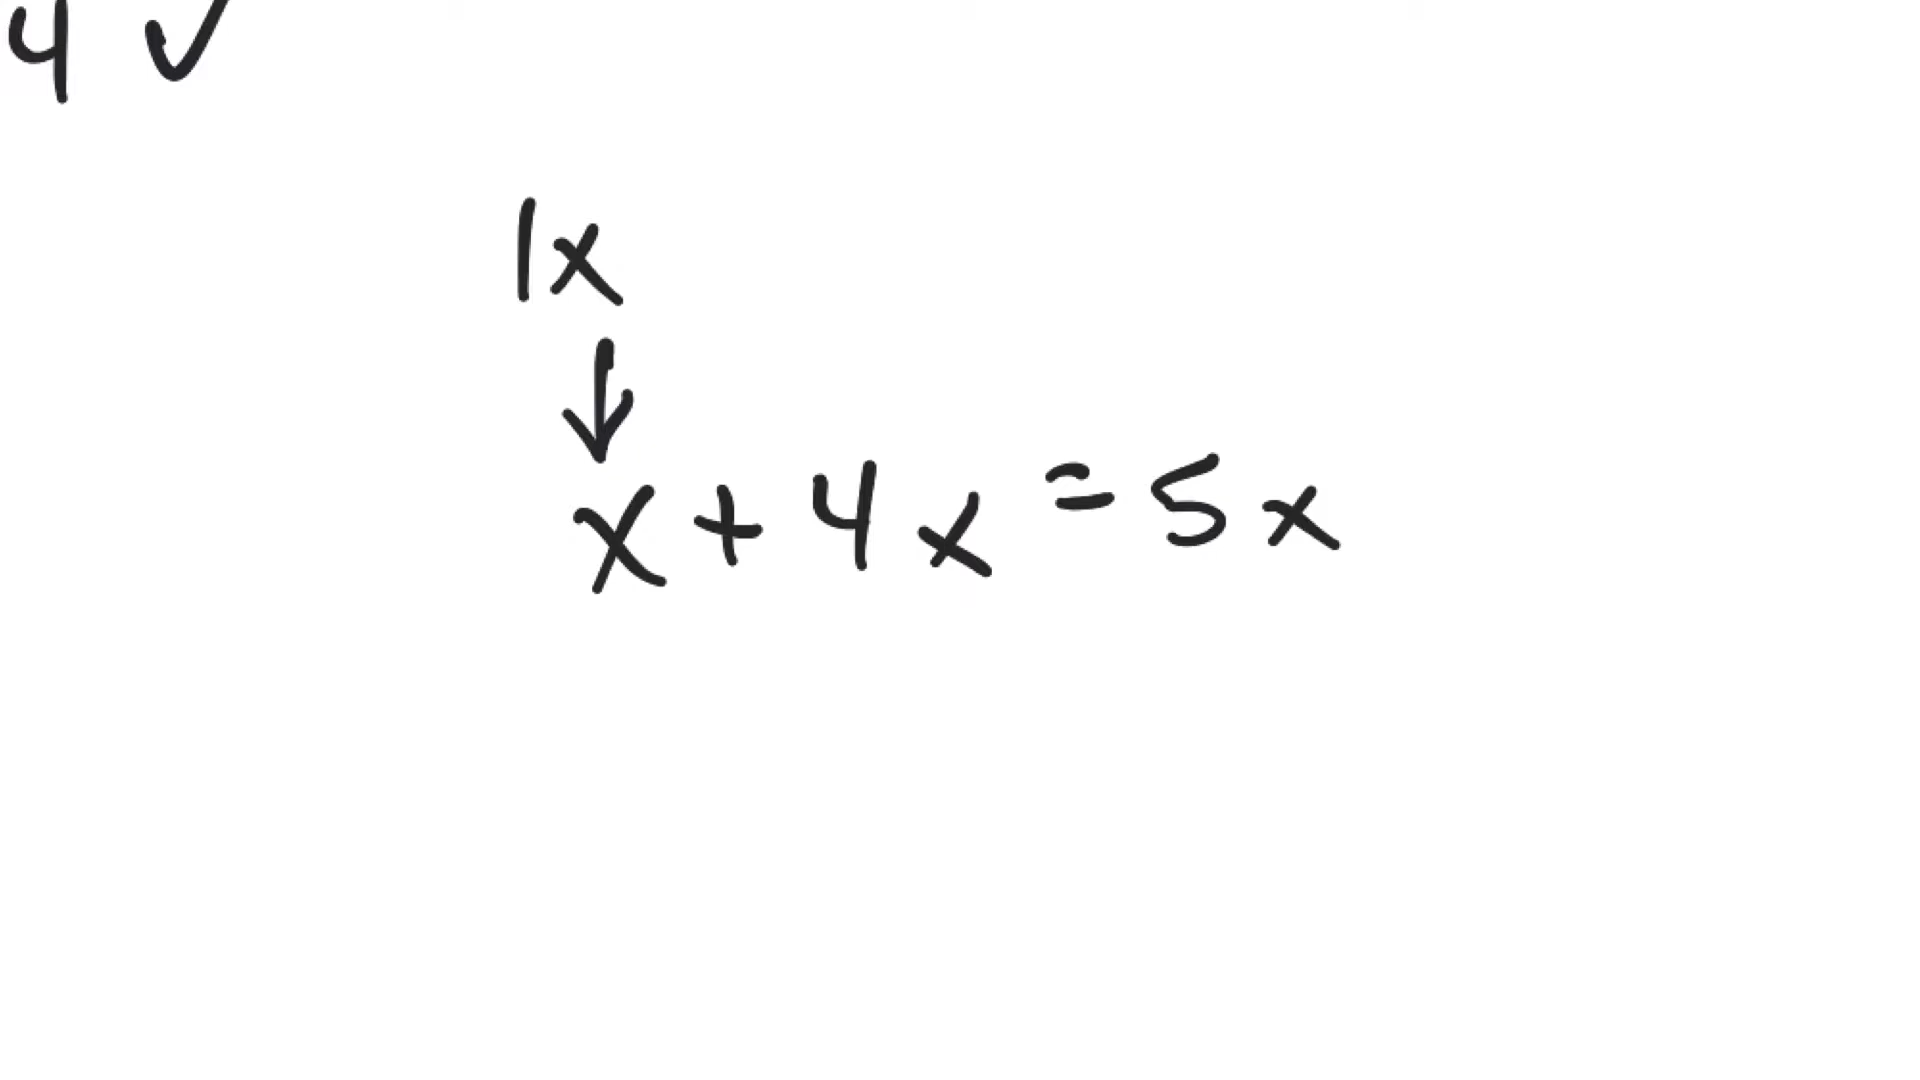 4 ✓
1x
↓
x + 4x = 5x